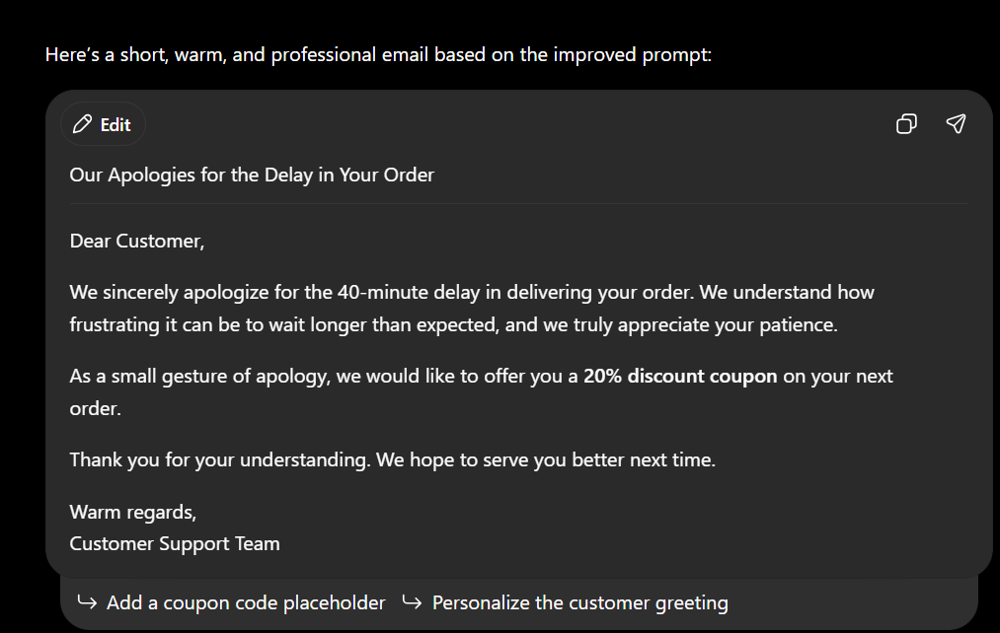 Here’s a short, warm, and professional email based on the improved prompt:
Edit
Our Apologies for the Delay in Your Order
Dear Customer,
We sincerely apologize for the 40-minute delay in delivering your order. We understand how
frustrating it can be to wait longer than expected, and we truly appreciate your patience.
As a small gesture of apology, we would like to offer you a 20% discount coupon on your next
order.
Thank you for your understanding. We hope to serve you better next time.
Warm regards,
Customer Support Team
Add a coupon code placeholder Personalize the customer greeting